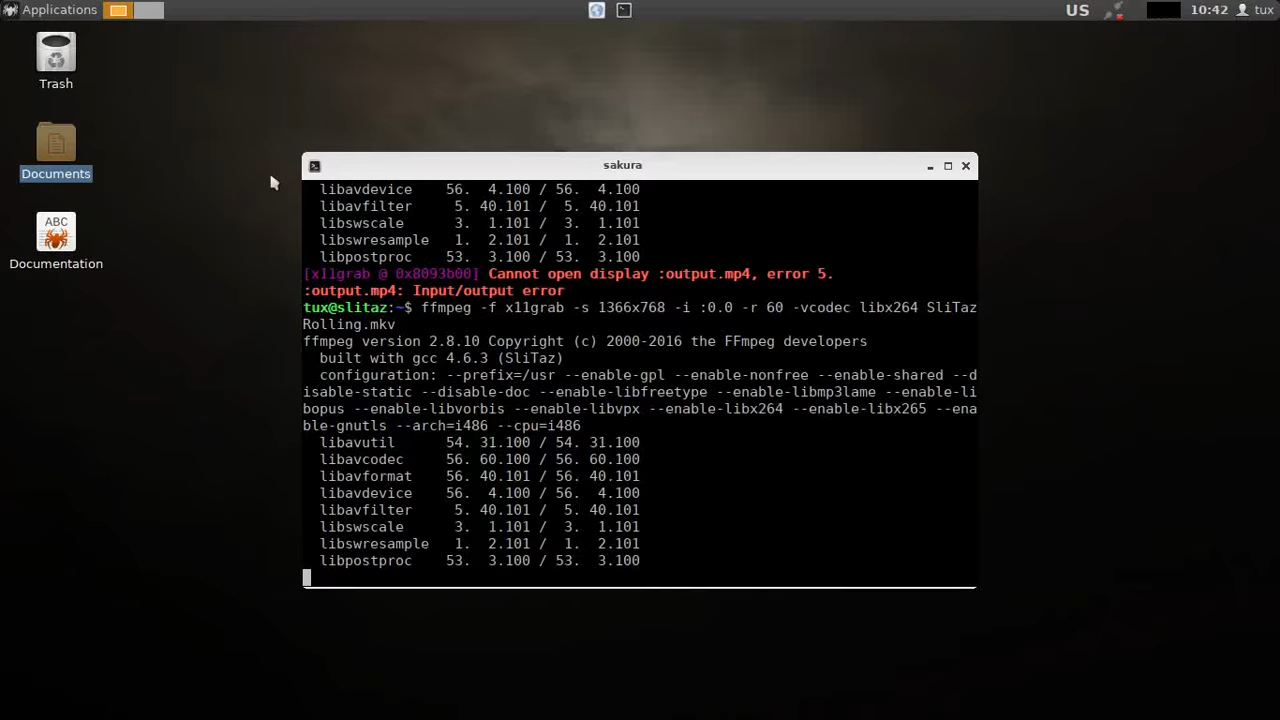 Applications
US
10:42
tux
Trash
Documents
ABC
Documentation
sakura
libavdevice    56.  4.100 / 56.  4.100
libavfilter     5. 40.101 /  5. 40.101
libswscale      3.  1.101 /  3.  1.101
libswresample   1.  2.101 /  1.  2.101
libpostproc    53.  3.100 / 53.  3.100
[x11grab @ 0x8093b00] Cannot open display :output.mp4, error 5.
:output.mp4: Input/output error
tux@slitaz:~$ ffmpeg -f x11grab -s 1366x768 -i :0.0 -r 60 -vcodec libx264 SliTaz
Rolling.mkv
ffmpeg version 2.8.10 Copyright (c) 2000-2016 the FFmpeg developers
built with gcc 4.6.3 (SliTaz)
configuration: --prefix=/usr --enable-gpl --enable-nonfree --enable-shared --d
isable-static --disable-doc --enable-libfreetype --enable-libmp3lame --enable-li
bopus --enable-libvorbis --enable-libvpx --enable-libx264 --enable-libx265 --ena
ble-gnutls --arch=i486 --cpu=i486
libavutil      54. 31.100 / 54. 31.100
libavcodec     56. 60.100 / 56. 60.100
libavformat    56. 40.101 / 56. 40.101
libavdevice    56.  4.100 / 56.  4.100
libavfilter     5. 40.101 /  5. 40.101
libswscale      3.  1.101 /  3.  1.101
libswresample   1.  2.101 /  1.  2.101
libpostproc    53.  3.100 / 53.  3.100